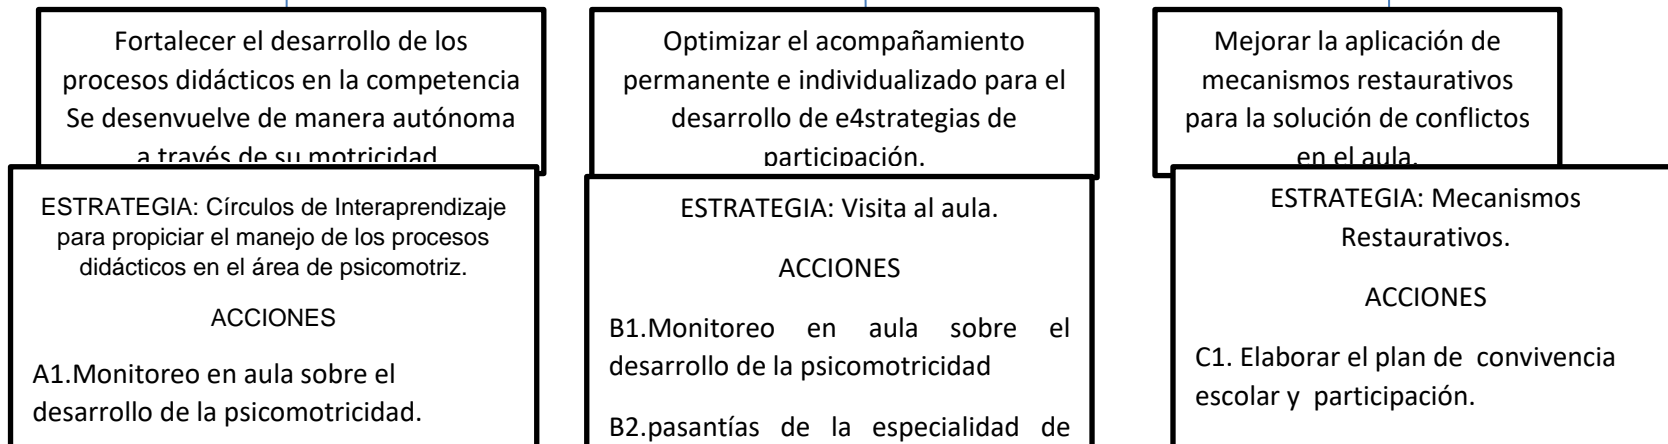 Fortalecer el desarrollo de los
procesos didácticos en la competencia
Se desenvuelve de manera autónoma
a través de su motricidad
ESTRATEGIA: Círculos de Interaprendizaje
para propiciar el manejo de los procesos
didácticos en el área de psicomotriz.
ACCIONES
A1.Monitoreo en aula sobre el
desarrollo de la psicomotricidad.
Optimizar el acompañamiento
permanente e individualizado para el
desarrollo de e4strategias de
participación.
ESTRATEGIA: Visita al aula.
ACCIONES
B1.Monitoreo en aula sobre el
desarrollo de la psicomotricidad
B2.pasantías de la especialidad de
Mejorar la aplicación de
mecanismos restaurativos
para la solución de conflictos
en el aula.
ESTRATEGIA: Mecanismos
Restaurativos.
ACCIONES
C1. Elaborar el plan de convivencia
escolar y participación.